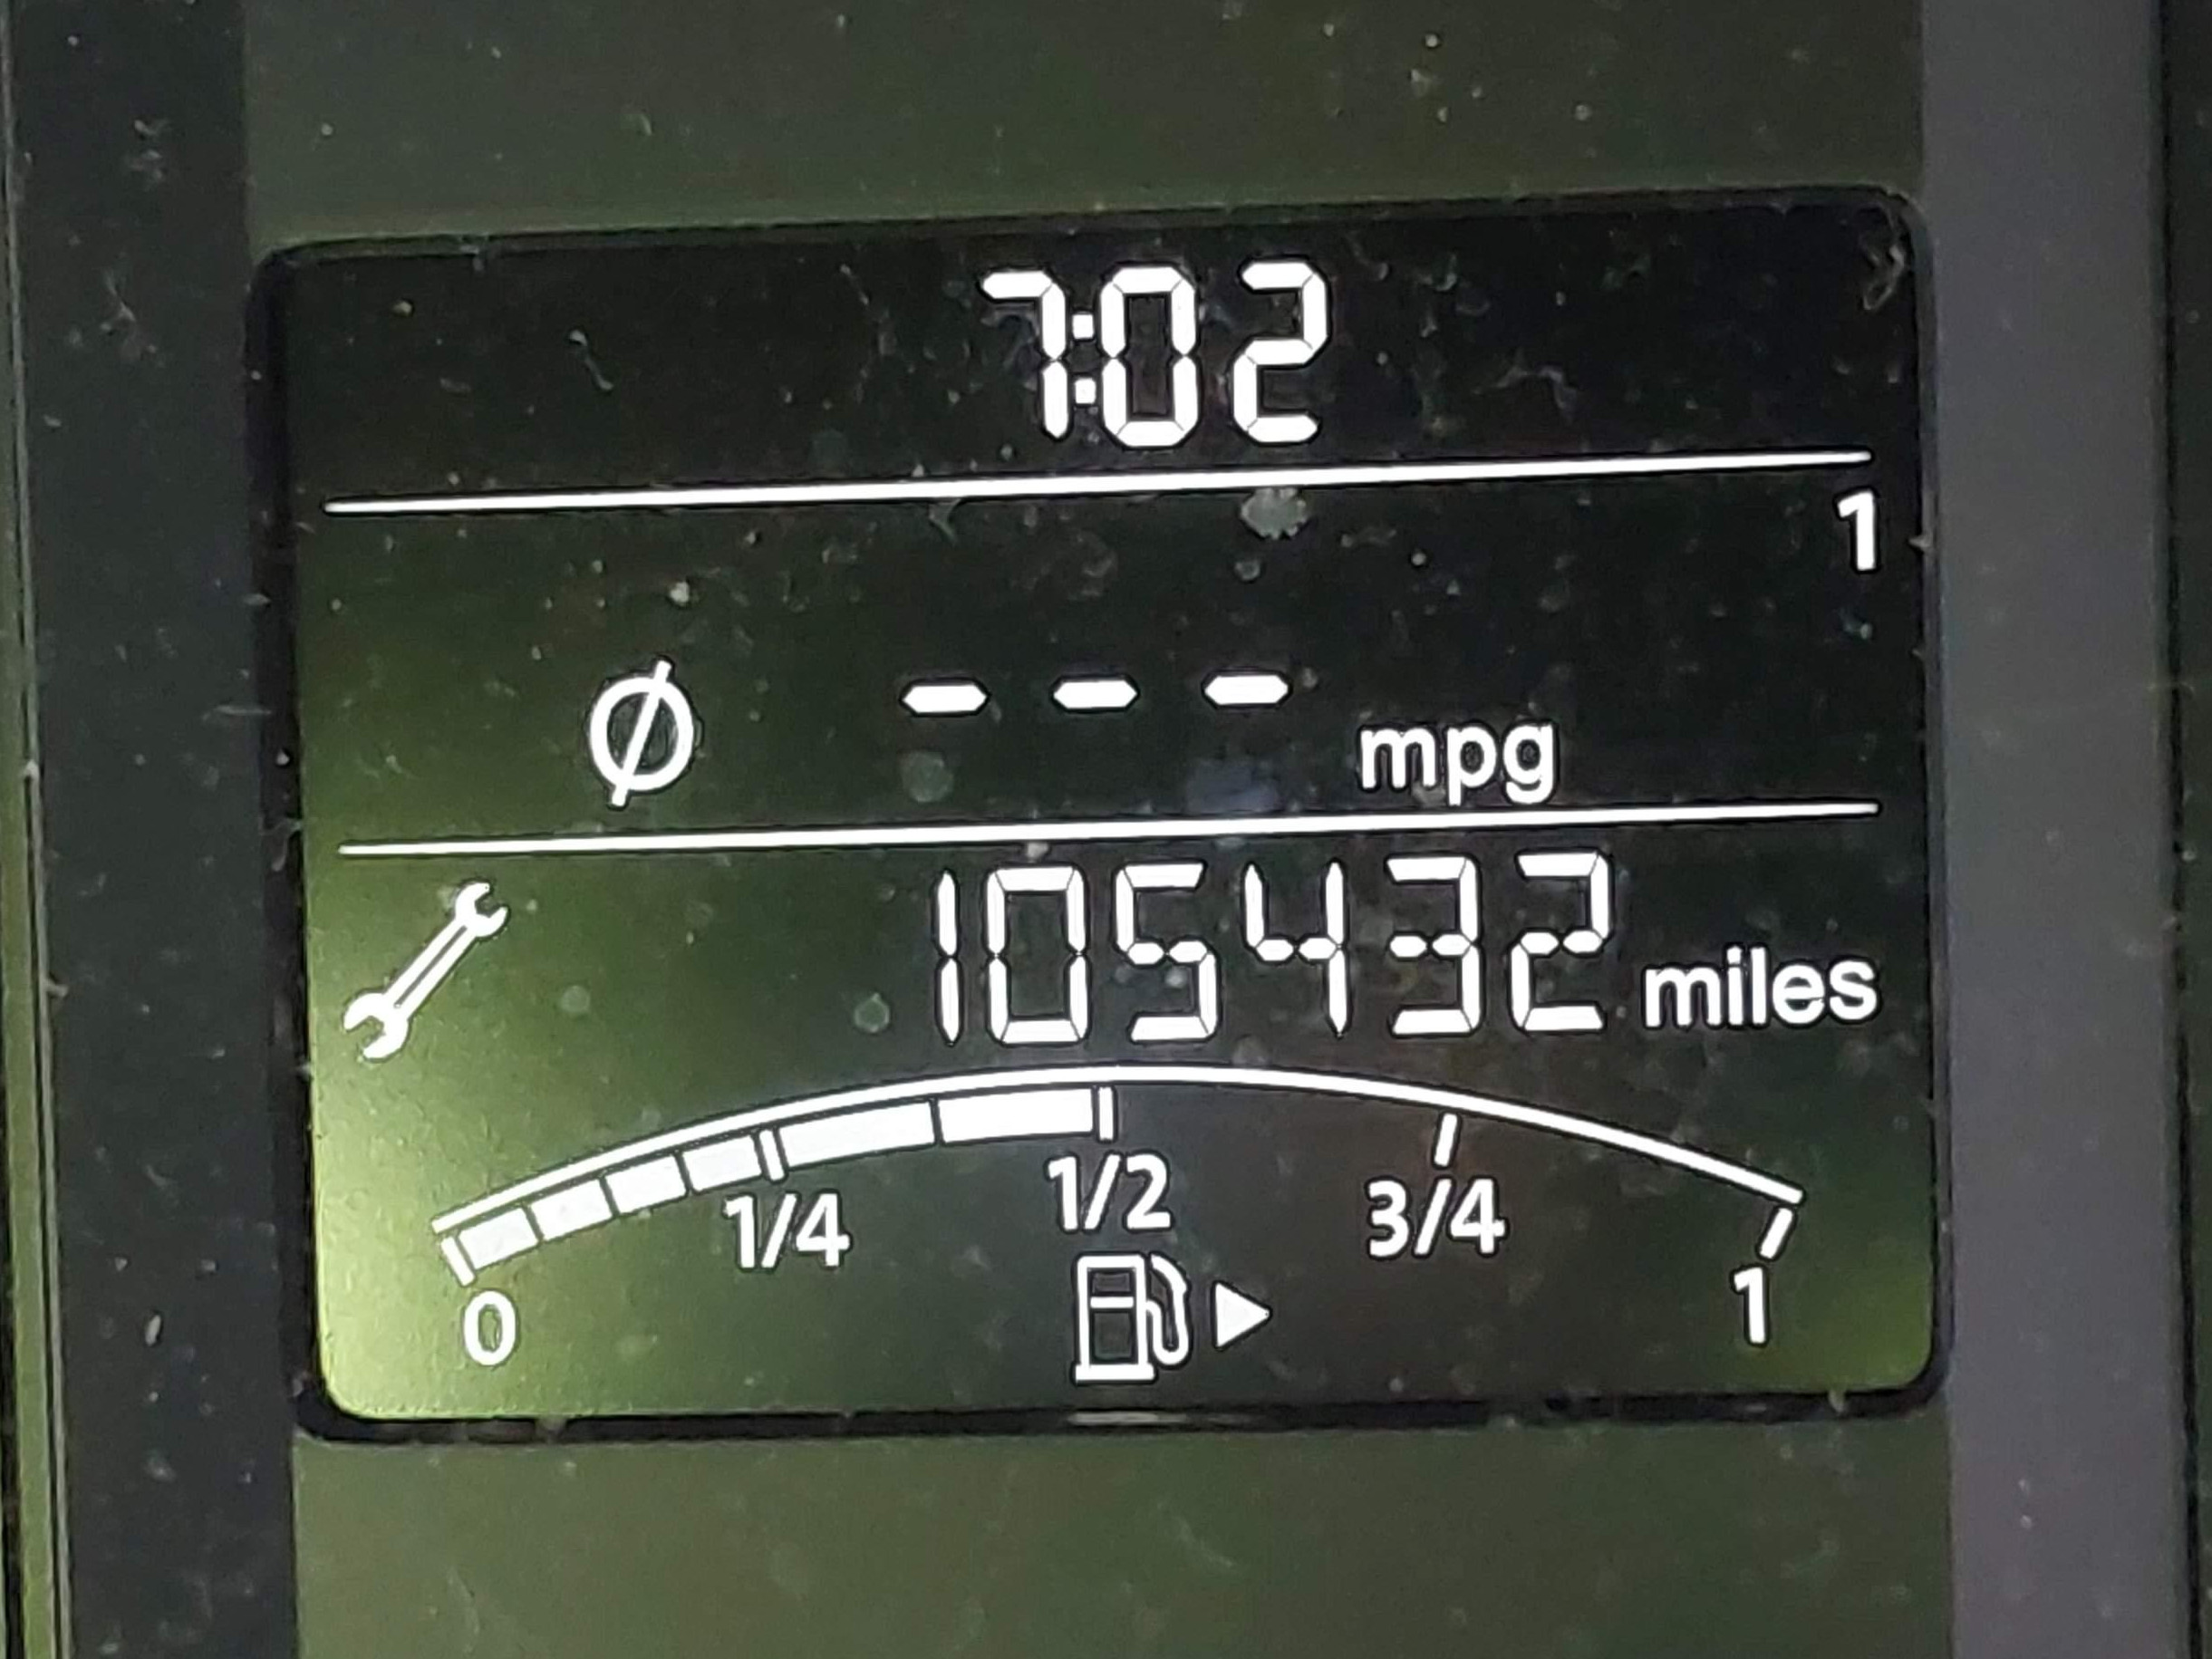 7:02
1
Ø --- mpg
105432 miles
0 1/4 1/2 3/4 1